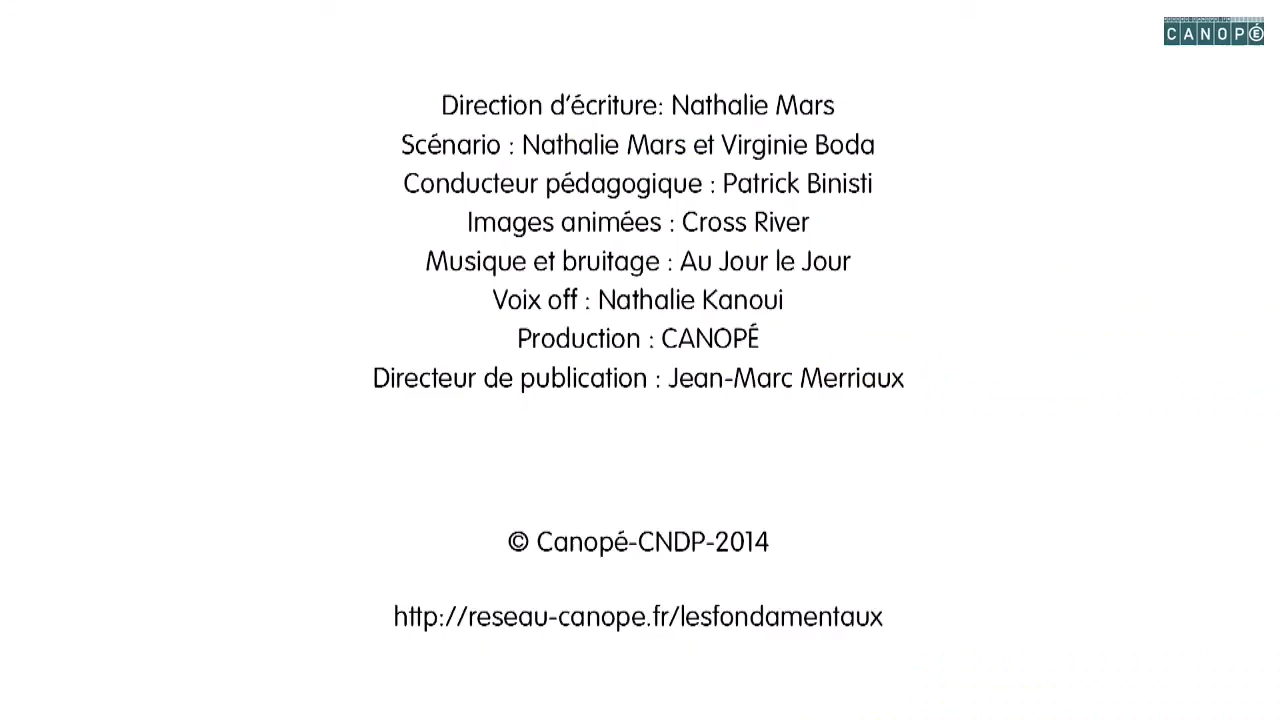 CANOPÉ
Direction d'écriture: Nathalie Mars
Scénario : Nathalie Mars et Virginie Boda
Conducteur pédagogique : Patrick Binisti
Images animées : Cross River
Musique et bruitage : Au Jour le Jour
Voix off : Nathalie Kanoui
Production : CANOPÉ
Directeur de publication : Jean-Marc Merriaux
© Canopé-CNDP-2014
http://reseau-canope.fr/lesfondamentaux